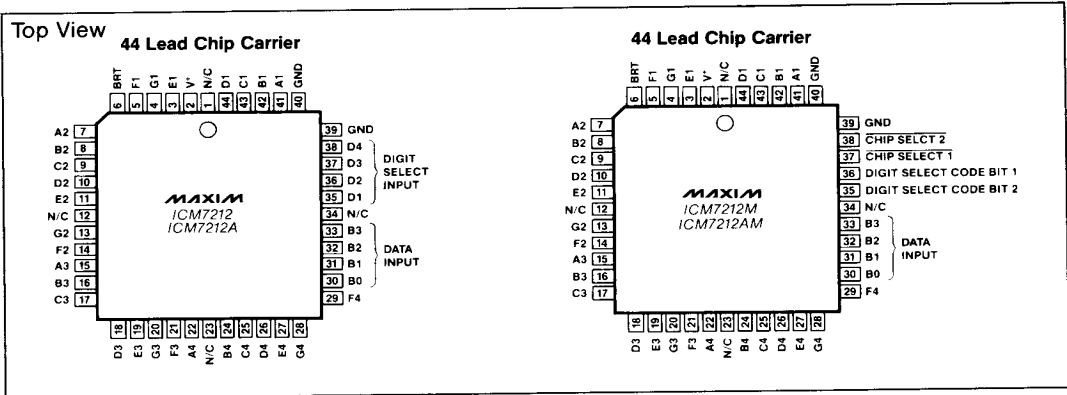 Top View
44 Lead Chip Carrier
BRT F1 G1 E1 V+ N/C D1 C1 B1 A1 GND
6 5 4 3 2 1 44 43 42 41 40
A2 7
B2 8
C2 9
D2 10
E2 11
N/C 12
G2 13
F2 14
A3 15
B3 16
C3 17
MAXIM
ICM7212
ICM7212A
39 GND
38 D4
37 D3
36 D2
35 D1
DIGIT
SELECT
INPUT
34 N/C
33 B3
32 B2
31 B1
30 B0
DATA
INPUT
29 F4
18 19 20 21 22 23 24 25 26 27 28
D3 E3 G3 F3 A4 N/C B4 C4 D4 E4 G4
44 Lead Chip Carrier
BRT F1 G1 E1 V+ N/C D1 C1 B1 A1 GND
6 5 4 3 2 1 44 43 42 41 40
A2 7
B2 8
C2 9
D2 10
E2 11
N/C 12
G2 13
F2 14
A3 15
B3 16
C3 17
MAXIM
ICM7212M
ICM7212AM
39 GND
38 CHIP SELCT 2
37 CHIP SELECT 1
36 DIGIT SELECT CODE BIT 1
35 DIGIT SELECT CODE BIT 2
34 N/C
33 B3
32 B2
31 B1
30 B0
DATA
INPUT
29 F4
18 19 20 21 22 23 24 25 26 27 28
D3 E3 G3 F3 A4 N/C B4 C4 D4 E4 G4